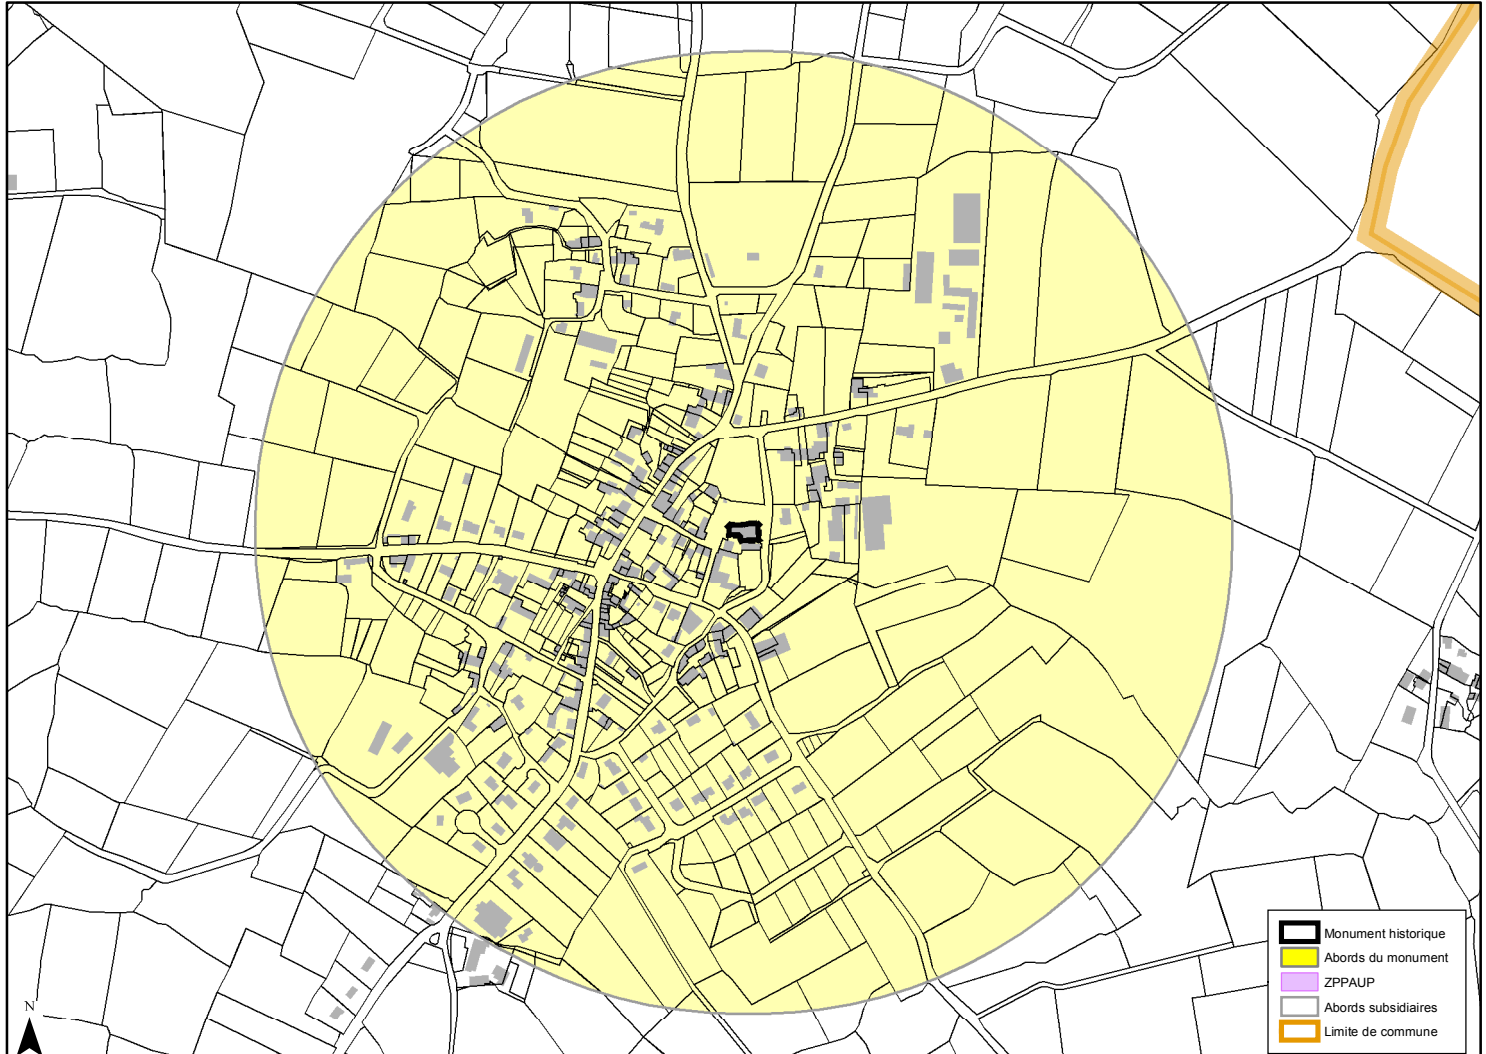 N
Monument historique
Abords du monument
ZPPAUP
Abords subsidiaires
Limite de commune